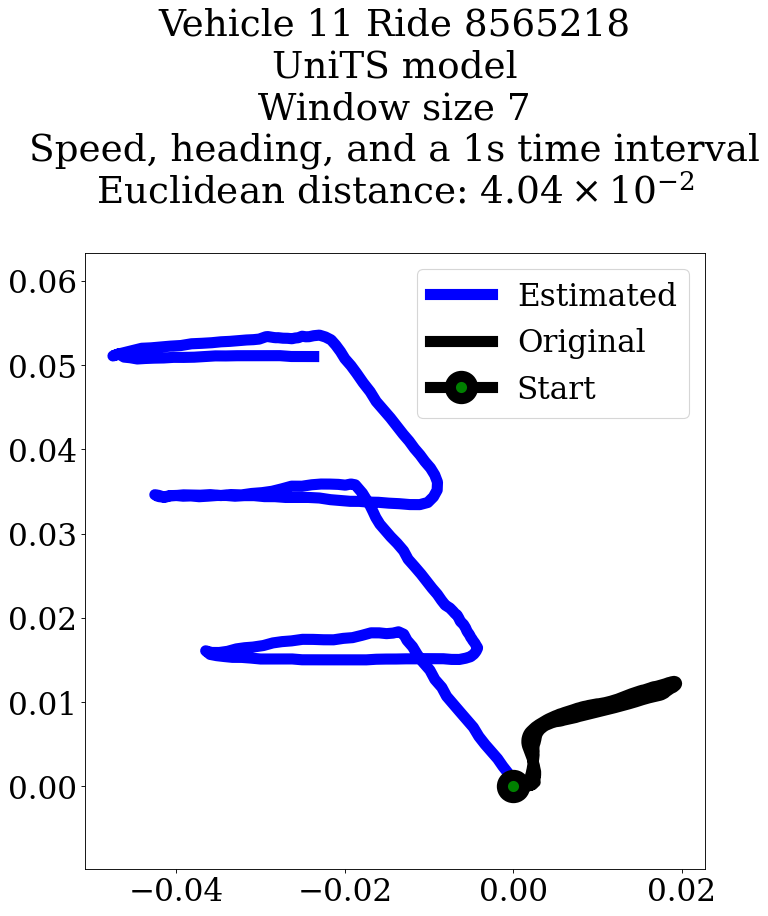 Vehicle 11 Ride 8565218
UniTS model
Window size 7
Speed, heading, and a 1s time interval
Euclidean distance: 4.04 × 10⁻²
Estimated
Original
Start
0.06
0.05
0.04
0.03
0.02
0.01
0.00
−0.04
−0.02
0.00
0.02